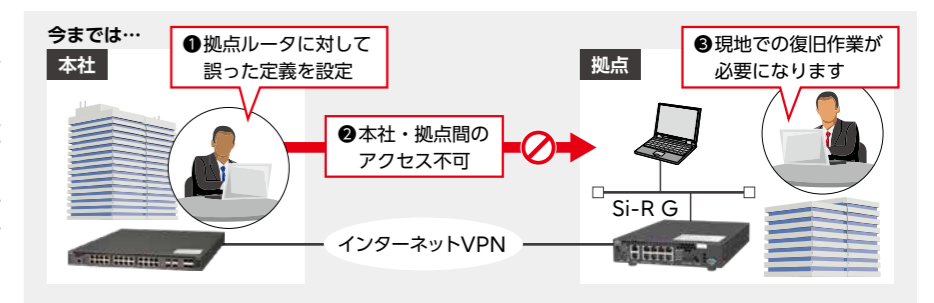 今までは…
本社
❶拠点ルータに対して
誤った定義を設定
❷本社・拠点間の
アクセス不可
拠点
❸現地での復旧作業が
必要になります
Si-R G
インターネットVPN